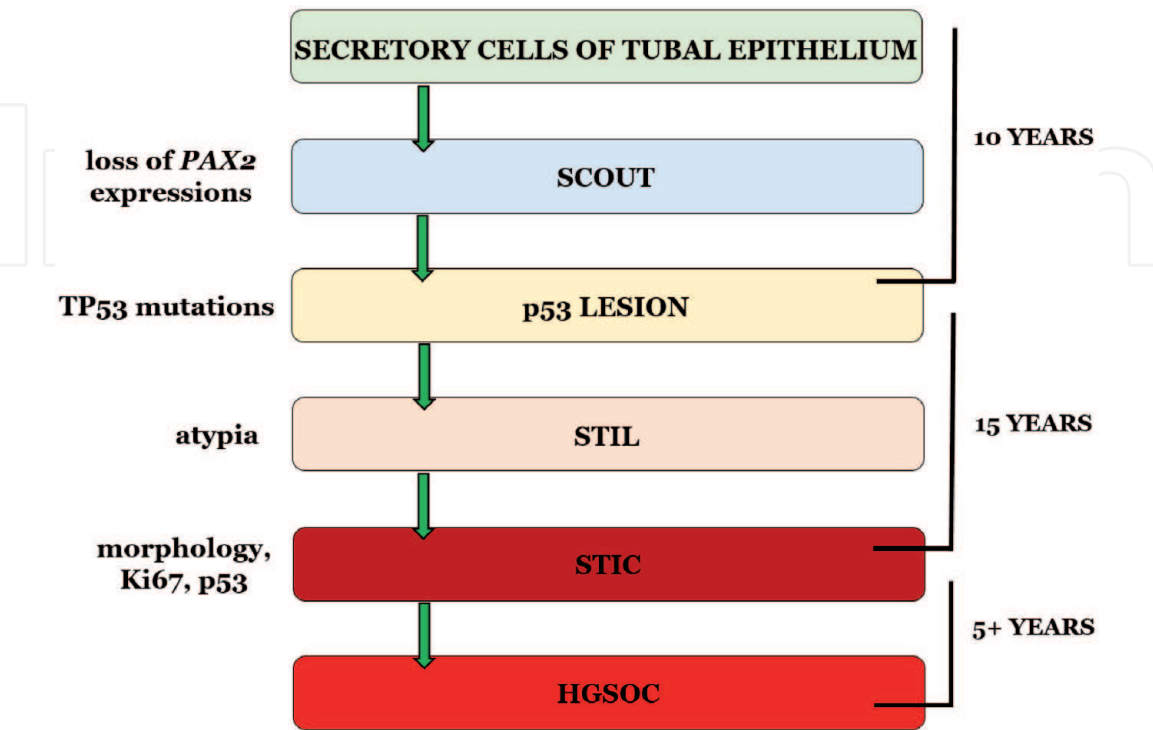 SECRETORY CELLS OF TUBAL EPITHELIUM
10 YEARS
loss of PAX2
expressions
SCOUT
TP53 mutations
p53 LESION
atypia
STIL
15 YEARS
morphology,
Ki67, p53
STIC
5+ YEARS
HGSOC